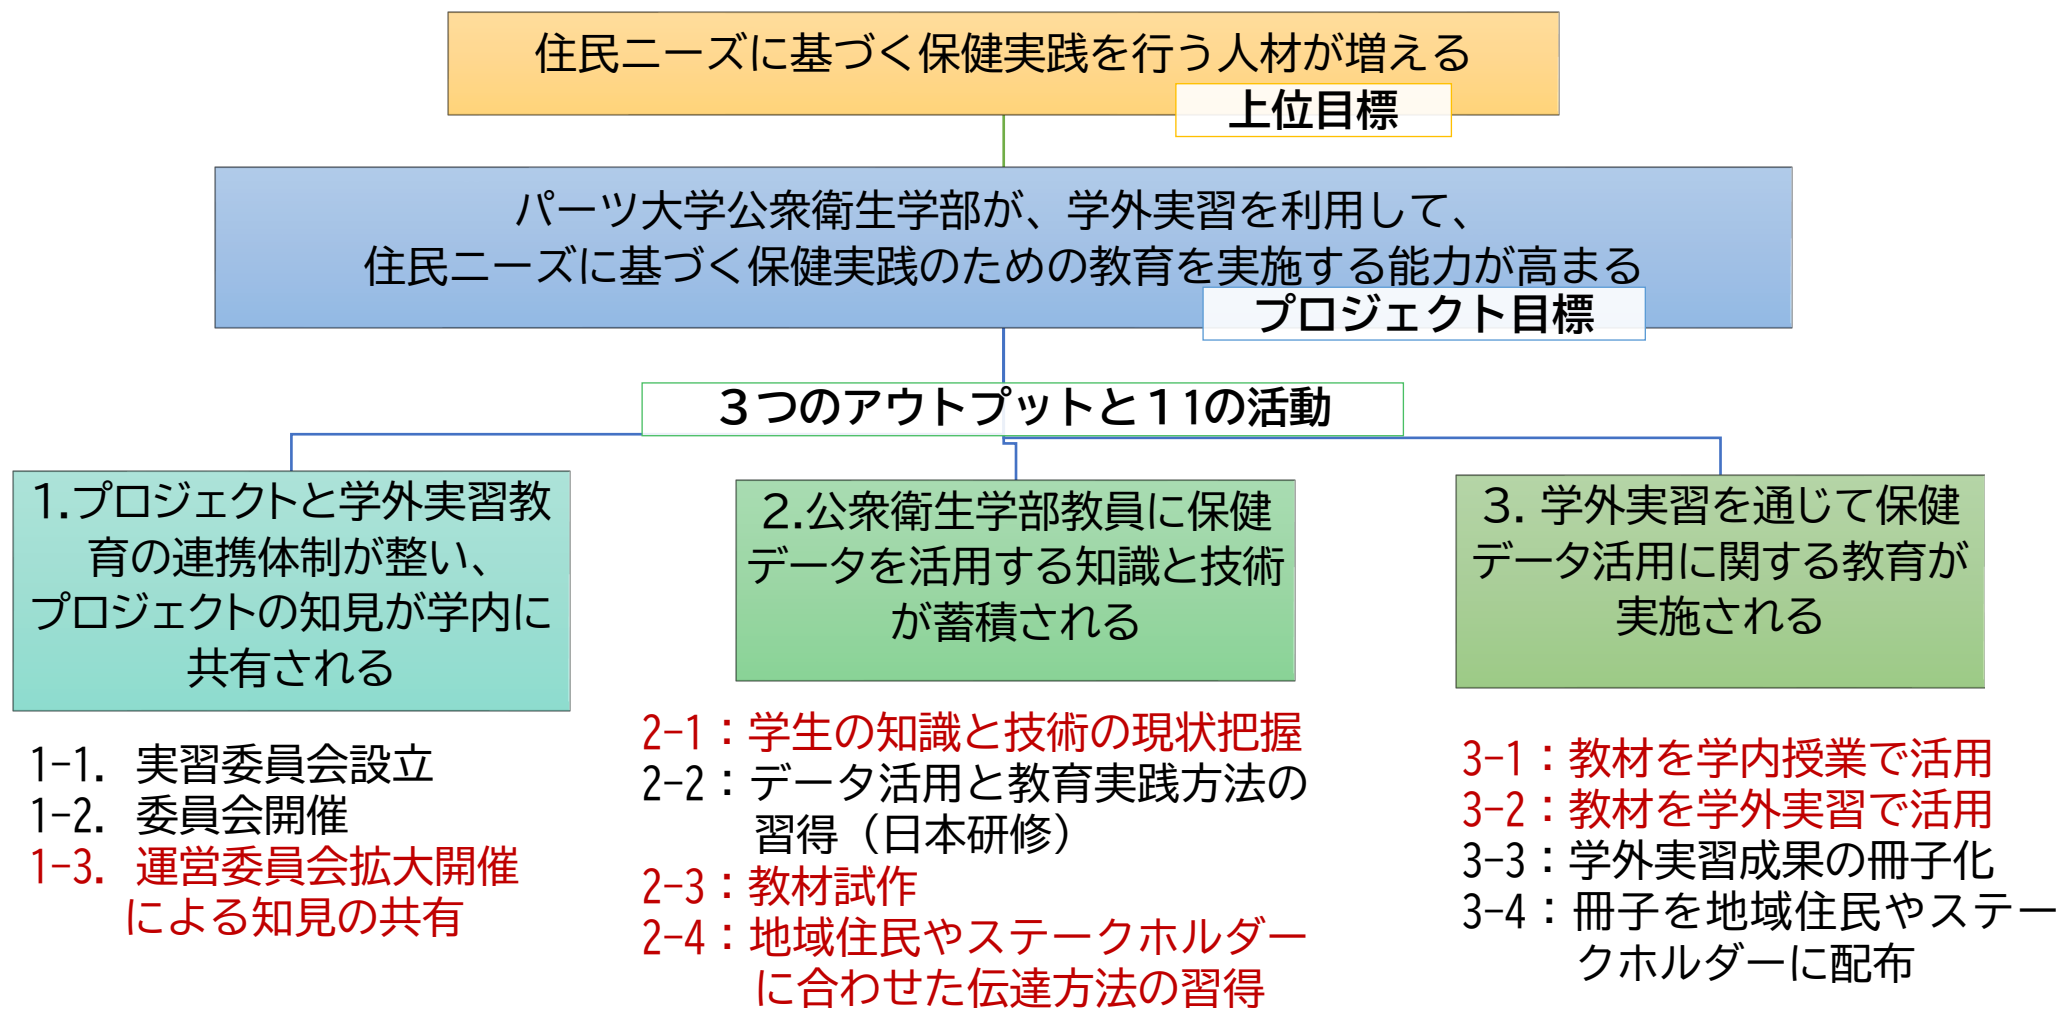 住民ニーズに基づく保健実践を行う人材が増える
上位目標
パーツ大学公衆衛生学部が、学外実習を利用して、
住民ニーズに基づく保健実践のための教育を実施する能力が高まる
プロジェクト目標
３つのアウトプットと１1の活動
１.プロジェクトと学外実習教
育の連携体制が整い、
プロジェクトの知見が学内に
共有される
1-1. 実習委員会設立
1-2. 委員会開催
1-3. 運営委員会拡大開催
による知見の共有
２.公衆衛生学部教員に保健
データを活用する知識と技術
が蓄積される
2-1：学生の知識と技術の現状把握
2-2：データ活用と教育実践方法の
習得（日本研修）
2-3：教材試作
2-4：地域住民やステークホルダー
に合わせた伝達方法の習得
３. 学外実習を通じて保健
データ活用に関する教育が
実施される
3-1：教材を学内授業で活用
3-2：教材を学外実習で活用
3-3：学外実習成果の冊子化
3-4：冊子を地域住民やステー
クホルダーに配布